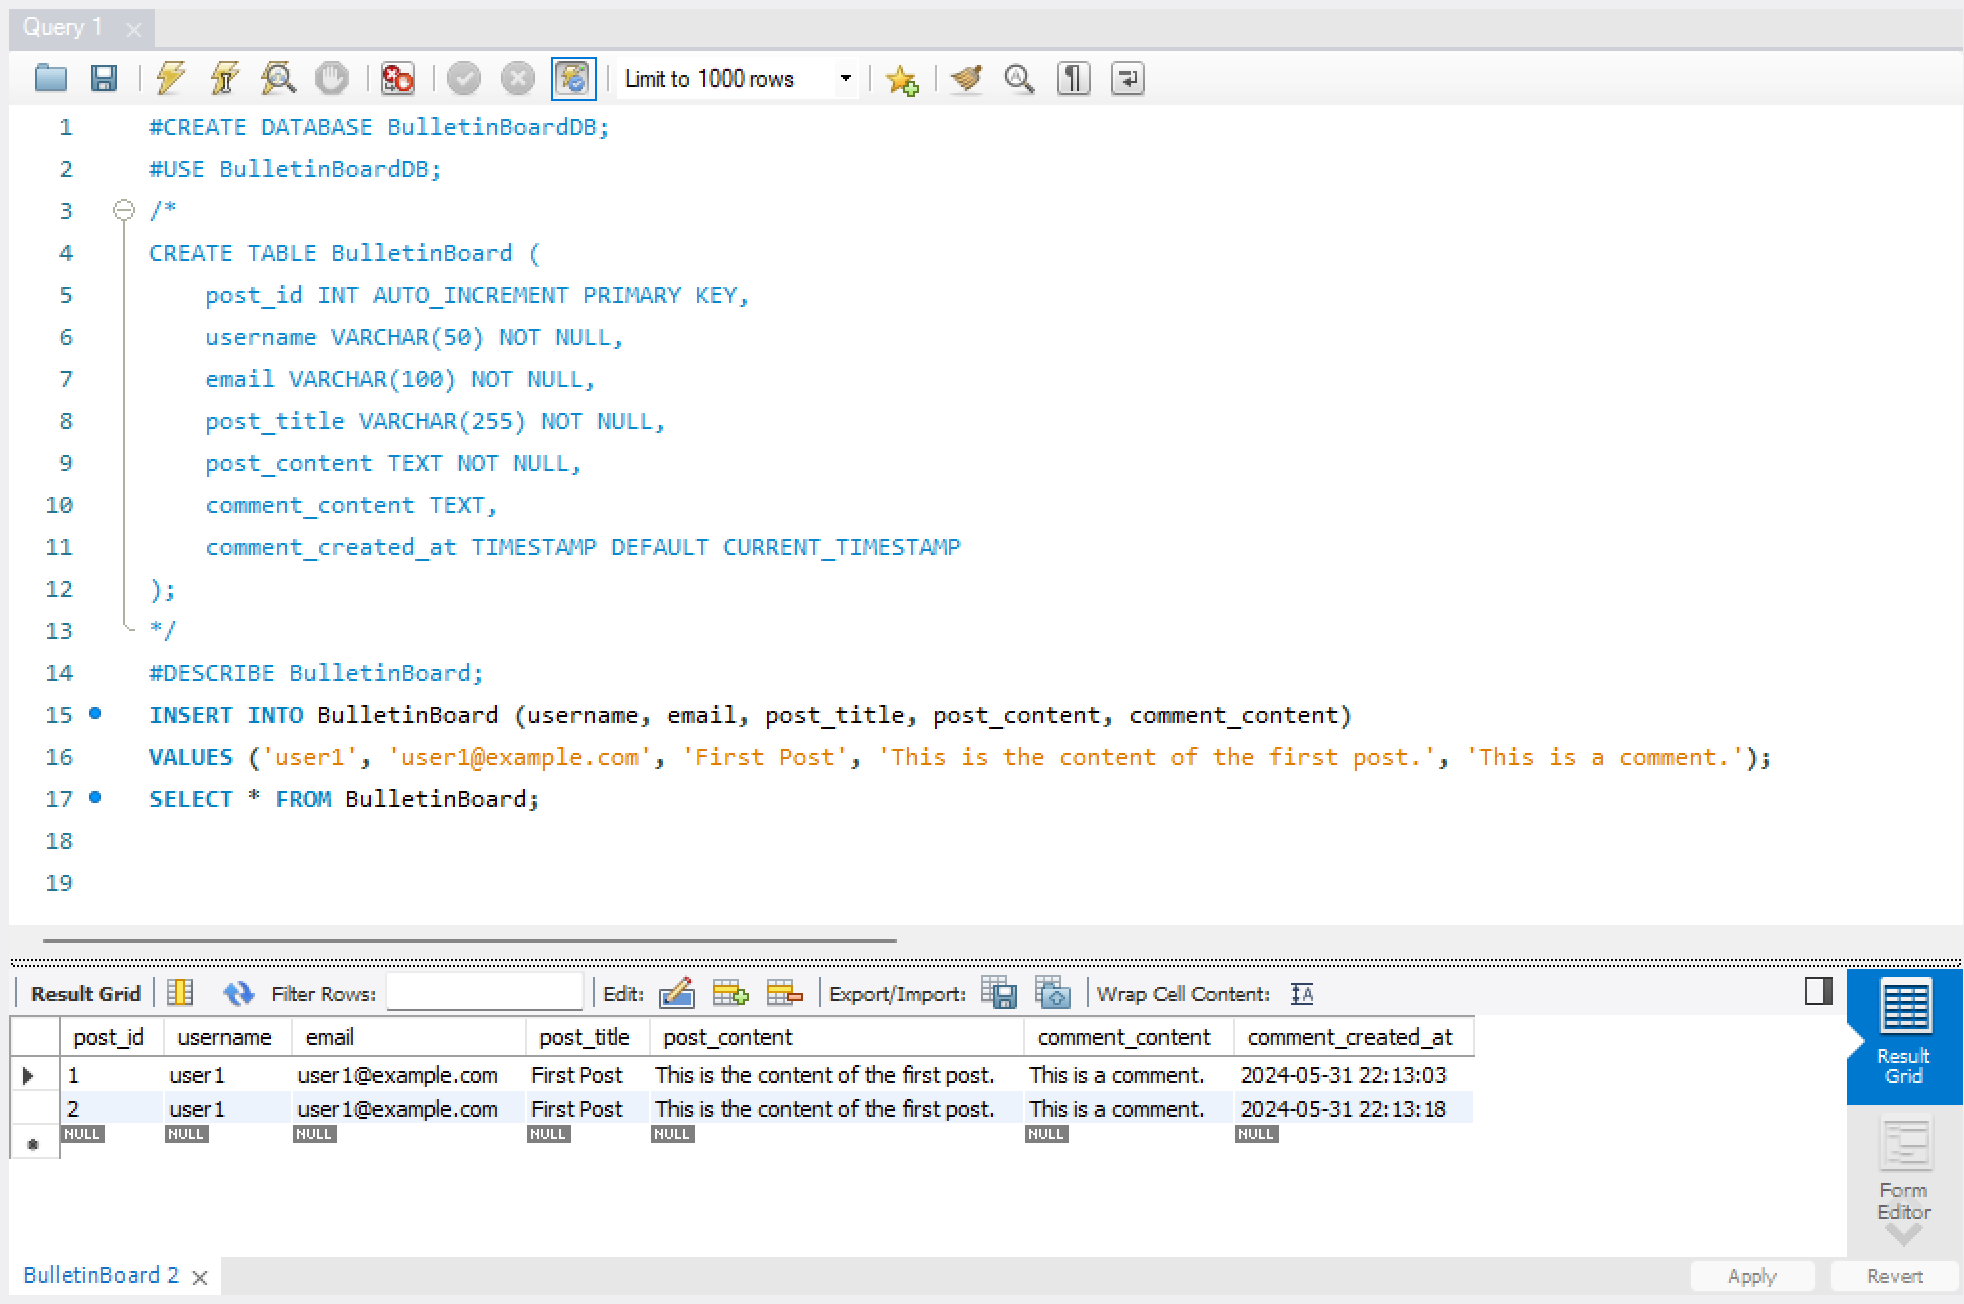 Query 1
Limit to 1000 rows
1 #CREATE DATABASE BulletinBoardDB;
2 #USE BulletinBoardDB;
3 /*
4 CREATE TABLE BulletinBoard (
5 post_id INT AUTO_INCREMENT PRIMARY KEY,
6 username VARCHAR(50) NOT NULL,
7 email VARCHAR(100) NOT NULL,
8 post_title VARCHAR(255) NOT NULL,
9 post_content TEXT NOT NULL,
10 comment_content TEXT,
11 comment_created_at TIMESTAMP DEFAULT CURRENT_TIMESTAMP
12 );
13 */
14 #DESCRIBE BulletinBoard;
15 INSERT INTO BulletinBoard (username, email, post_title, post_content, comment_content)
16 VALUES ('user1', 'user1@example.com', 'First Post', 'This is the content of the first post.', 'This is a comment.');
17 SELECT * FROM BulletinBoard;
18
19
Result Grid Filter Rows: Edit: Export/Import: Wrap Cell Content:
post_id username email post_title post_content comment_content comment_created_at
1 user1 user1@example.com First Post This is the content of the first post. This is a comment. 2024-05-31 22:13:03
2 user1 user1@example.com First Post This is the content of the first post. This is a comment. 2024-05-31 22:13:18
NULL NULL NULL NULL NULL NULL NULL
Result
Grid
Form
Editor
BulletinBoard 2
Apply Revert